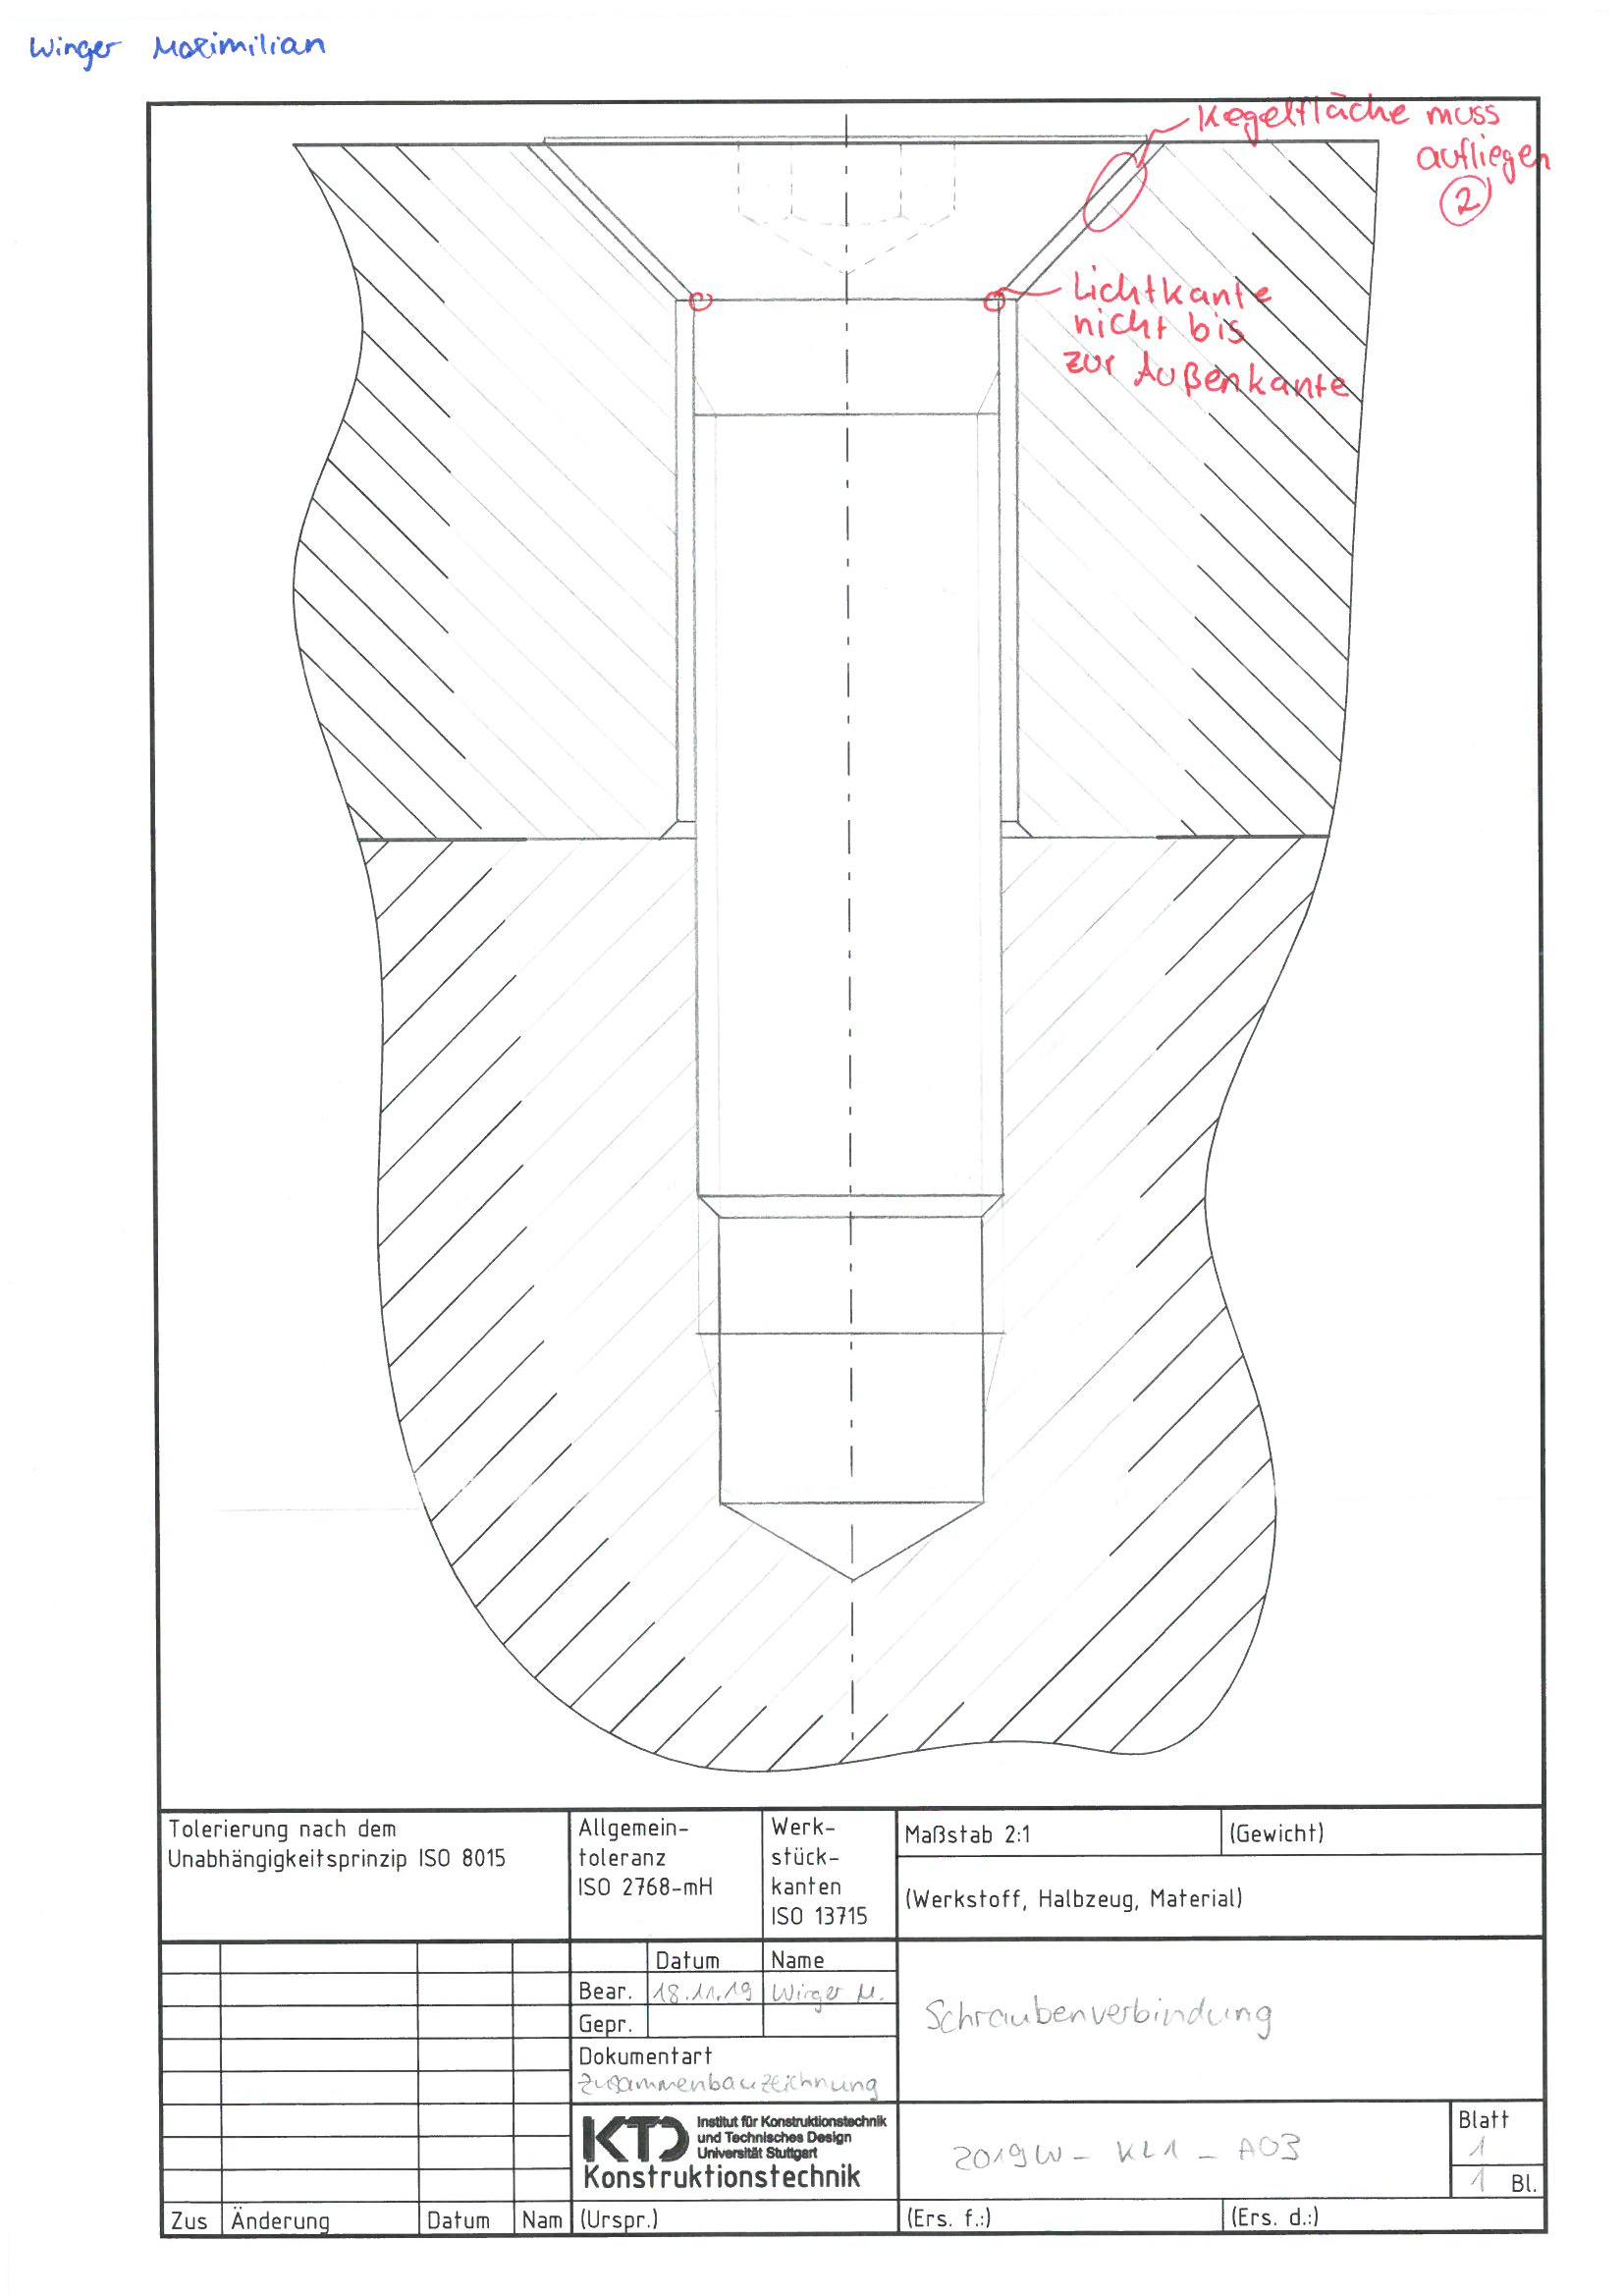 Winger Maximilian
Kegelfläche muss
aufliegen
2
Lichtkante
nicht bis
zur Außenkante
Tolerierung nach dem
Unabhängigkeitsprinzip ISO 8015
Allgemein-
toleranz
ISO 2768-mH
Werk-
stück-
kanten
ISO 13715
Maßstab 2:1
(Gewicht)
(Werkstoff, Halbzeug, Material)
Datum Name
Bear. 18.11.19 Winger M.
Gepr.
Dokumentart
Zusammenbauzeichnung
Schraubenverbindung
KTD
Institut für Konstruktionstechnik
und Technisches Design
Universität Stuttgart
Konstruktionstechnik
2019W - KL1 - A03
Blatt
1
1 Bl.
Zus Änderung Datum Nam (Urspr.) (Ers. f.:) (Ers. d.:)